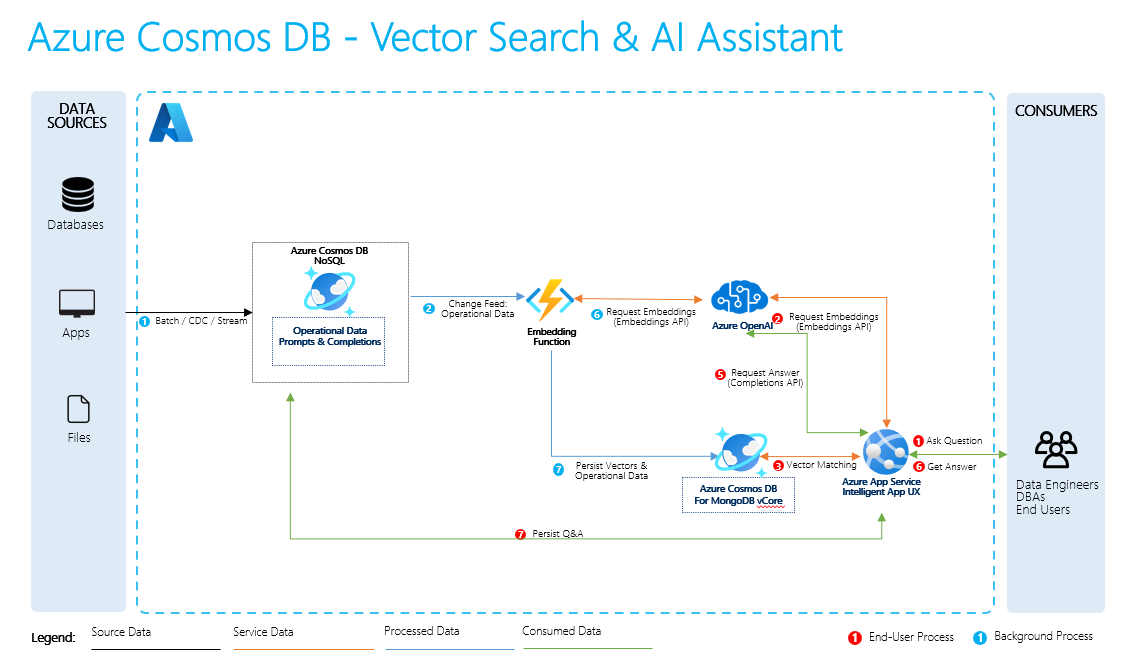 Azure Cosmos DB - Vector Search & AI Assistant
DATA
SOURCES
Databases
Apps
Files
1 Batch / CDC / Stream
Azure Cosmos DB
NoSQL
Operational Data
Prompts & Completions
2 Change Feed:
Operational Data
Embedding
Function
6 Request Embeddings
(Embeddings API)
Azure OpenAI
2 Request Embeddings
(Embeddings API)
5 Request Answer
(Completions API)
7 Persist Vectors &
Operational Data
Azure Cosmos DB
For MongoDB vCore
3 Vector Matching
Azure App Service
Intelligent App UX
1 Ask Question
6 Get Answer
7 Persist Q&A
CONSUMERS
Data Engineers
DBAs
End Users
Legend:
Source Data
Service Data
Processed Data
Consumed Data
1 End-User Process
1 Background Process